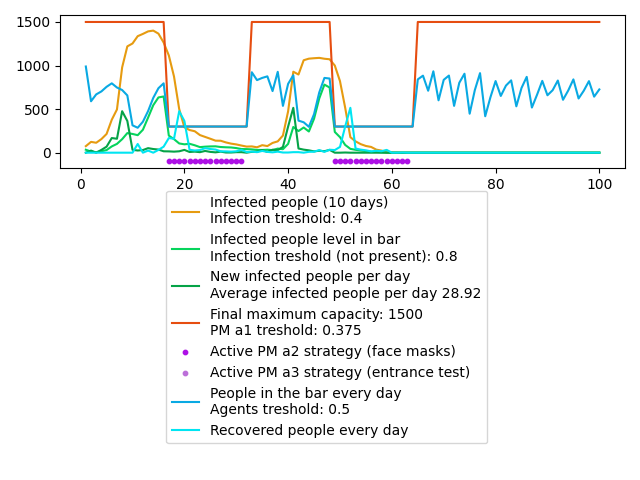 1500
1000
500
0
0 20 40 60 80 100
Infected people (10 days)
Infection treshold: 0.4
Infected people level in bar
Infection treshold (not present): 0.8
New infected people per day
Average infected people per day 28.92
Final maximum capacity: 1500
PM a1 treshold: 0.375
Active PM a2 strategy (face masks)
Active PM a3 strategy (entrance test)
People in the bar every day
Agents treshold: 0.5
Recovered people every day